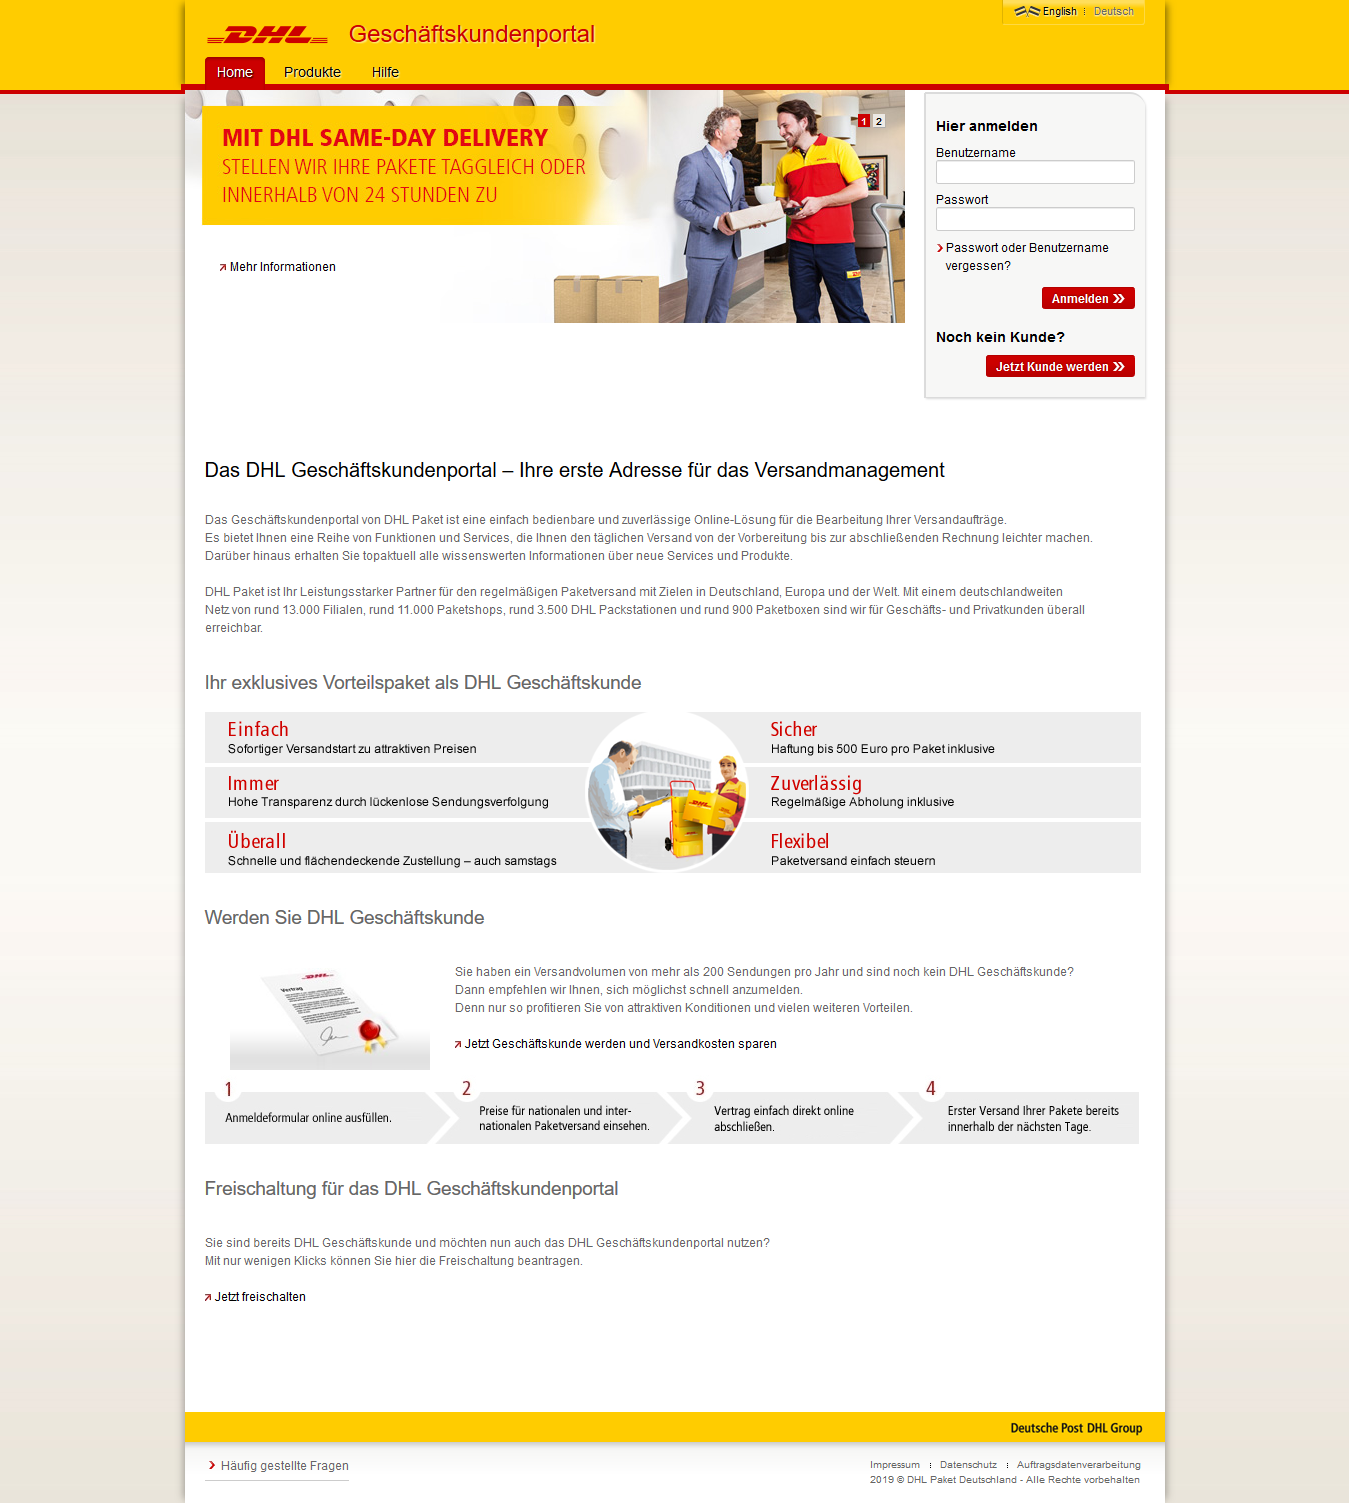 English
Deutsch
DHL
Geschäftskundenportal
Home
Produkte
Hilfe
MIT DHL SAME-DAY DELIVERY
STELLEN WIR IHRE PAKETE TAGGLEICH ODER
INNERHALB VON 24 STUNDEN ZU
Mehr Informationen
1 2
Hier anmelden
Benutzername
Passwort
Passwort oder Benutzername
vergessen?
Anmelden
Noch kein Kunde?
Jetzt Kunde werden
Das DHL Geschäftskundenportal – Ihre erste Adresse für das Versandmanagement
Das Geschäftskundenportal von DHL Paket ist eine einfach bedienbare und zuverlässige Online-Lösung für die Bearbeitung Ihrer Versandaufträge.
Es bietet Ihnen eine Reihe von Funktionen und Services, die Ihnen den täglichen Versand von der Vorbereitung bis zur abschließenden Rechnung leichter machen.
Darüber hinaus erhalten Sie topaktuell alle wissenswerten Informationen über neue Services und Produkte.
DHL Paket ist Ihr Leistungsstarker Partner für den regelmäßigen Paketversand mit Zielen in Deutschland, Europa und der Welt. Mit einem deutschlandweiten
Netz von rund 13.000 Filialen, rund 11.000 Paketshops, rund 3.500 DHL Packstationen und rund 900 Paketboxen sind wir für Geschäfts- und Privatkunden überall
erreichbar.
Ihr exklusives Vorteilspaket als DHL Geschäftskunde
Einfach
Sofortiger Versandstart zu attraktiven Preisen
Immer
Hohe Transparenz durch lückenlose Sendungsverfolgung
Überall
Schnelle und flächendeckende Zustellung – auch samstags
DHL
Sicher
Haftung bis 500 Euro pro Paket inklusive
Zuverlässig
Regelmäßige Abholung inklusive
Flexibel
Paketversand einfach steuern
Werden Sie DHL Geschäftskunde
DHL
Vertrag
Sie haben ein Versandvolumen von mehr als 200 Sendungen pro Jahr und sind noch kein DHL Geschäftskunde?
Dann empfehlen wir Ihnen, sich möglichst schnell anzumelden.
Denn nur so profitieren Sie von attraktiven Konditionen und vielen weiteren Vorteilen.
Jetzt Geschäftskunde werden und Versandkosten sparen
1
Anmeldeformular online ausfüllen.
2
Preise für nationalen und inter-
nationalen Paketversand einsehen.
3
Vertrag einfach direkt online
abschließen.
4
Erster Versand Ihrer Pakete bereits
innerhalb der nächsten Tage.
Freischaltung für das DHL Geschäftskundenportal
Sie sind bereits DHL Geschäftskunde und möchten nun auch das DHL Geschäftskundenportal nutzen?
Mit nur wenigen Klicks können Sie hier die Freischaltung beantragen.
Jetzt freischalten
Deutsche Post DHL Group
Häufig gestellte Fragen
Impressum
Datenschutz
Auftragsdatenverarbeitung
2019 © DHL Paket Deutschland - Alle Rechte vorbehalten